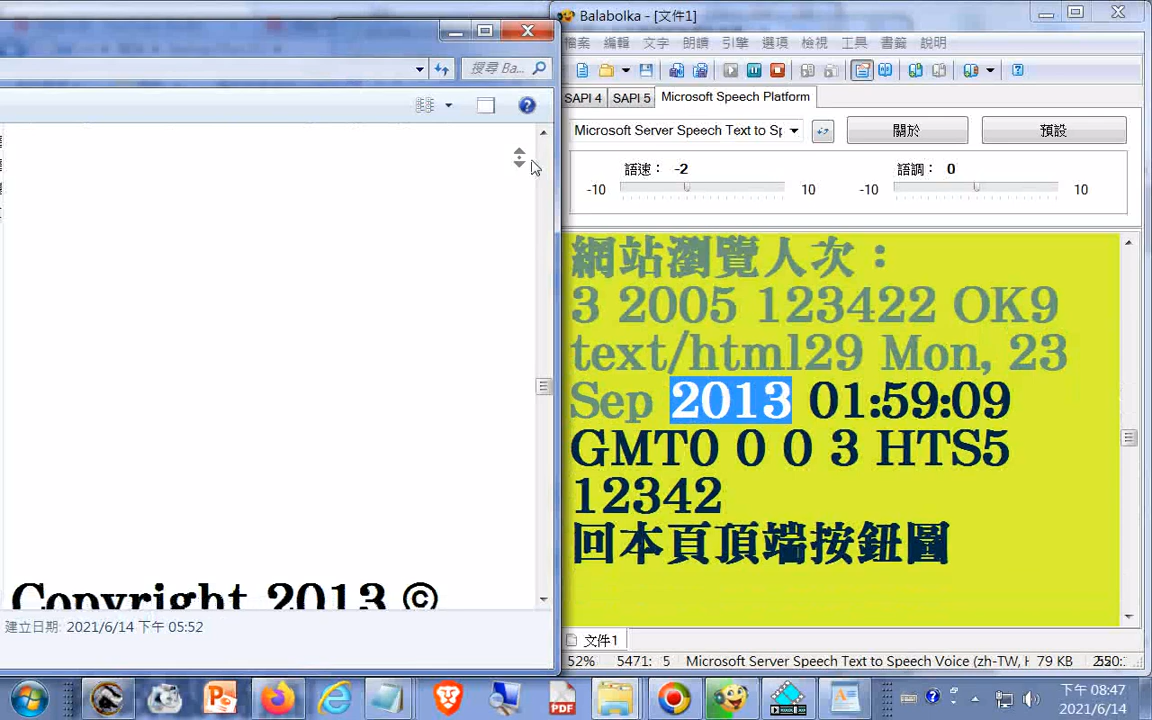 Balabolka - [文件1]
檔案 編輯 文字 朗讀 引擎 選項 檢視 工具 書籤 說明
搜尋 Ba...
SAPI 4 SAPI 5 Microsoft Speech Platform
Microsoft Server Speech Text to Sp
關於
預設
語速： -2
-10 10
語調： 0
-10 10
網站瀏覽人次：
3 2005 123422 OK9
text/html29 Mon, 23
Sep 2013 01:59:09
GMT0 0 0 3 HTS5
12342
回本頁頂端按鈕圖
Copyright 2013 ©
建立日期: 2021/6/14 下午 05:52
文件1
52% 5471: 5 Microsoft Server Speech Text to Speech Voice (zh-TW, H 79 KB
PDF
下午 08:47
2021/6/14